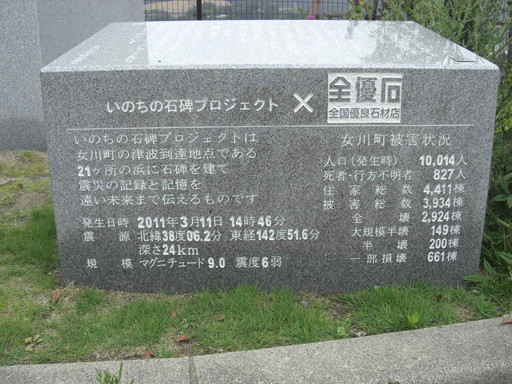 いのちの石碑プロジェクト × 全優石
全国優良石材店
いのちの石碑プロジェクトは
女川町の津波到達地点である
21ヶ所の浜に石碑を建て
震災の記録と記憶を
遠い未来まで伝えるものです
発生日時 2011年3月11日 14時46分
震源 北緯38度06.2分 東経142度51.6分
深さ24km
規模 マグニチュード9.0 震度6弱
女川町被害状況
人口(発生時) 10,014人
死者・行方不明者 827人
住家総数 4,411棟
被害総数 3,934棟
全壊 2,924棟
大規模半壊 149棟
半壊 200棟
一部損壊 661棟